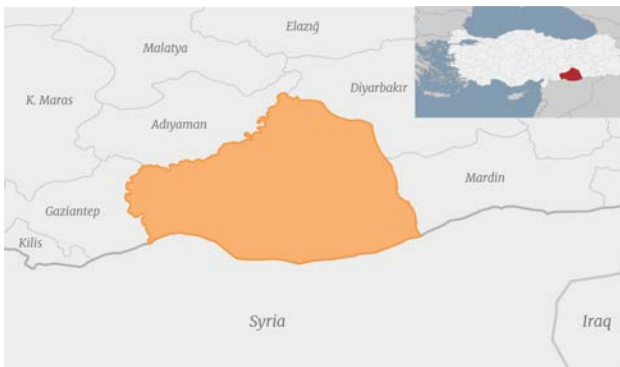 Elazığ
Malatya
Diyarbakır
K. Maras
Adıyaman
Mardin
Gaziantep
Kilis
Syria
Iraq